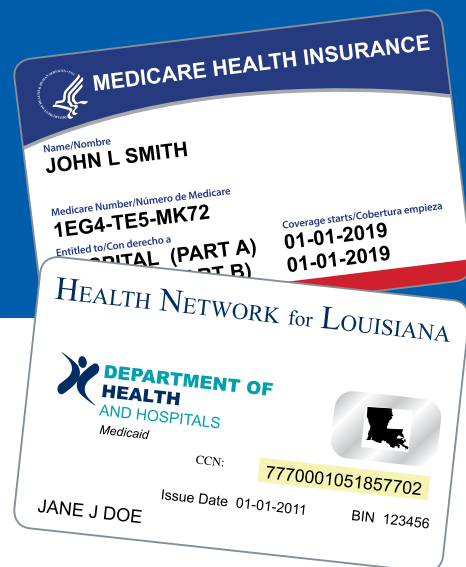 MEDICARE HEALTH INSURANCE
Name/Nombre
JOHN L SMITH
Medicare Number/Número de Medicare
1EG4-TE5-MK72
Entitled to/Con derecho a
(PART A)
B)
Coverage starts/Cobertura empieza
01-01-2019
01-01-2019
HEALTH NETWORK for LOUISIANA
DEPARTMENT OF
HEALTH
AND HOSPITALS
Medicaid
CCN:
7770001051857702
Issue Date 01-01-2011
BIN 123456
JANE J DOE